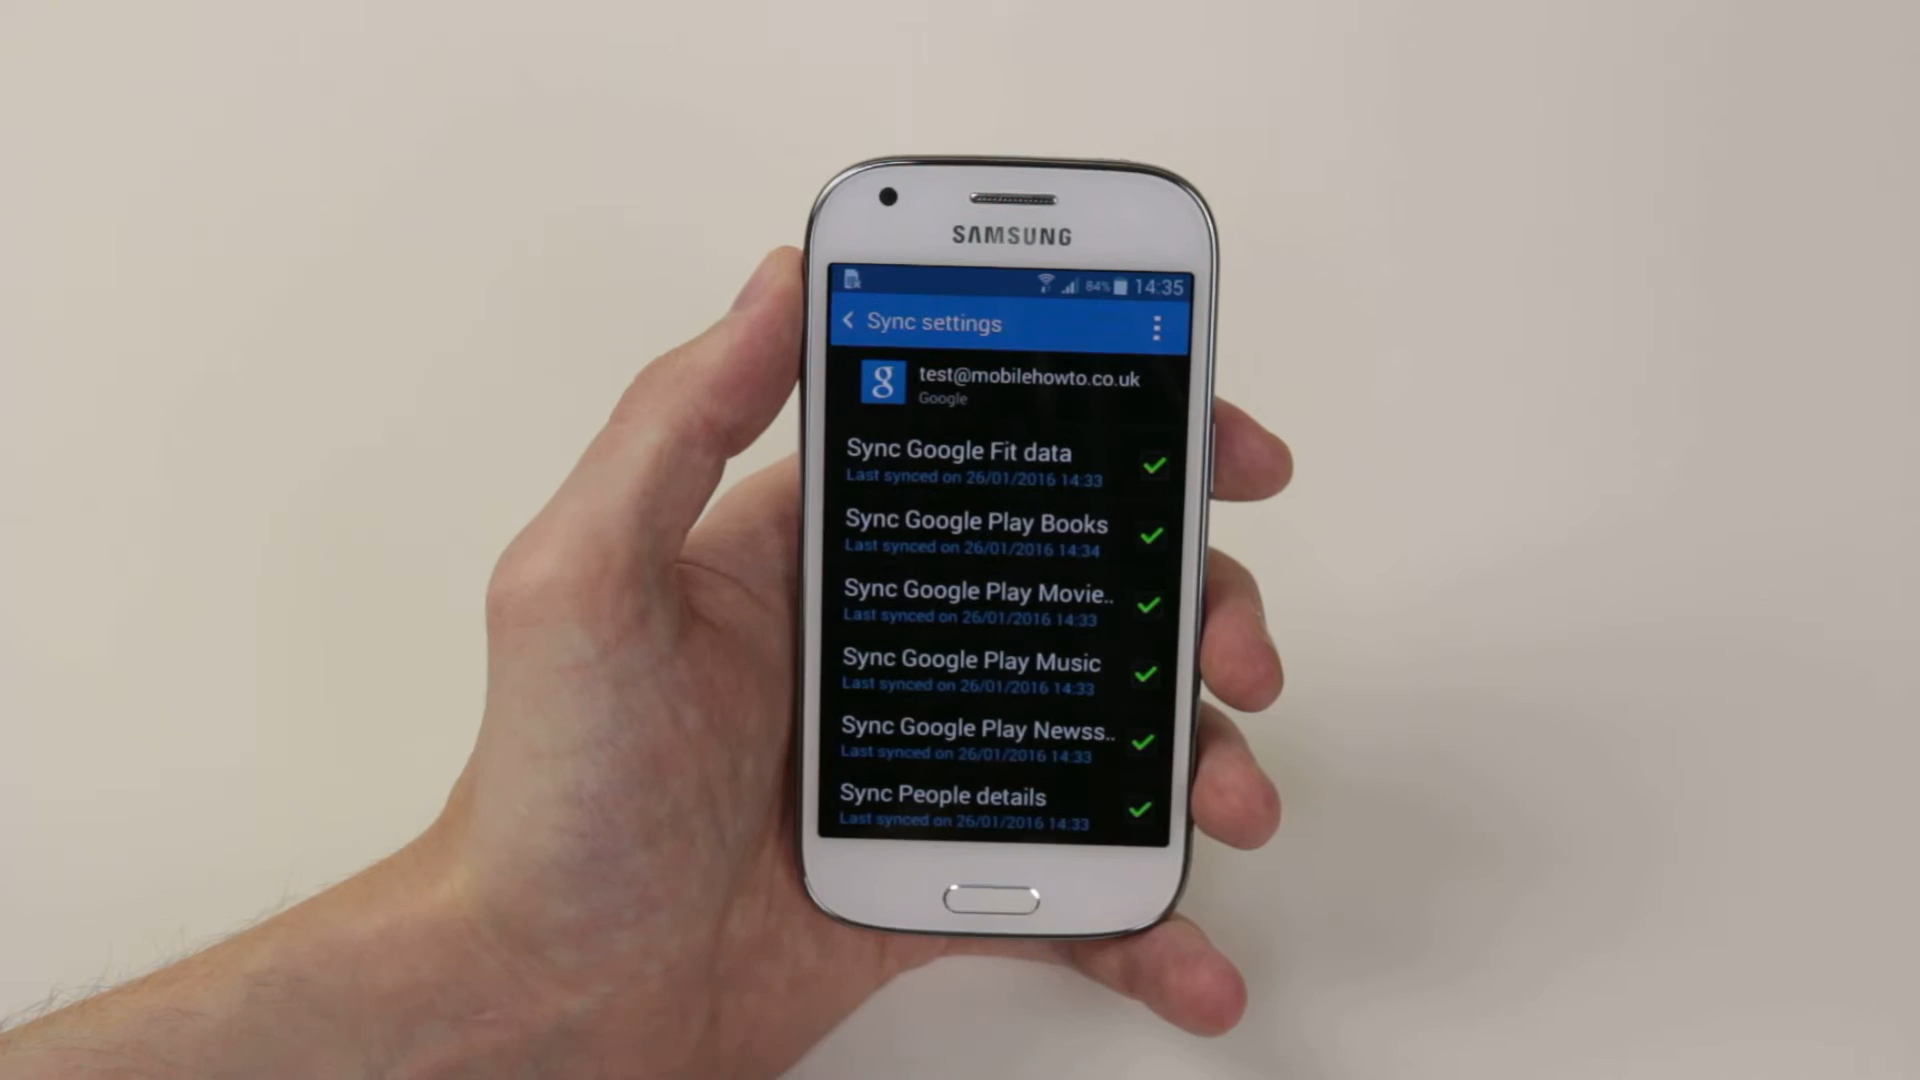 SAMSUNG
84% 14:35
Sync settings
g test@mobilehowto.co.uk
Google
Sync Google Fit data
Last synced on 26/01/2016 14:33
Sync Google Play Books
Last synced on 26/01/2016 14:34
Sync Google Play Movie..
Last synced on 26/01/2016 14:33
Sync Google Play Music
Last synced on 26/01/2016 14:33
Sync Google Play Newss..
Last synced on 26/01/2016 14:33
Sync People details
Last synced on 26/01/2016 14:33